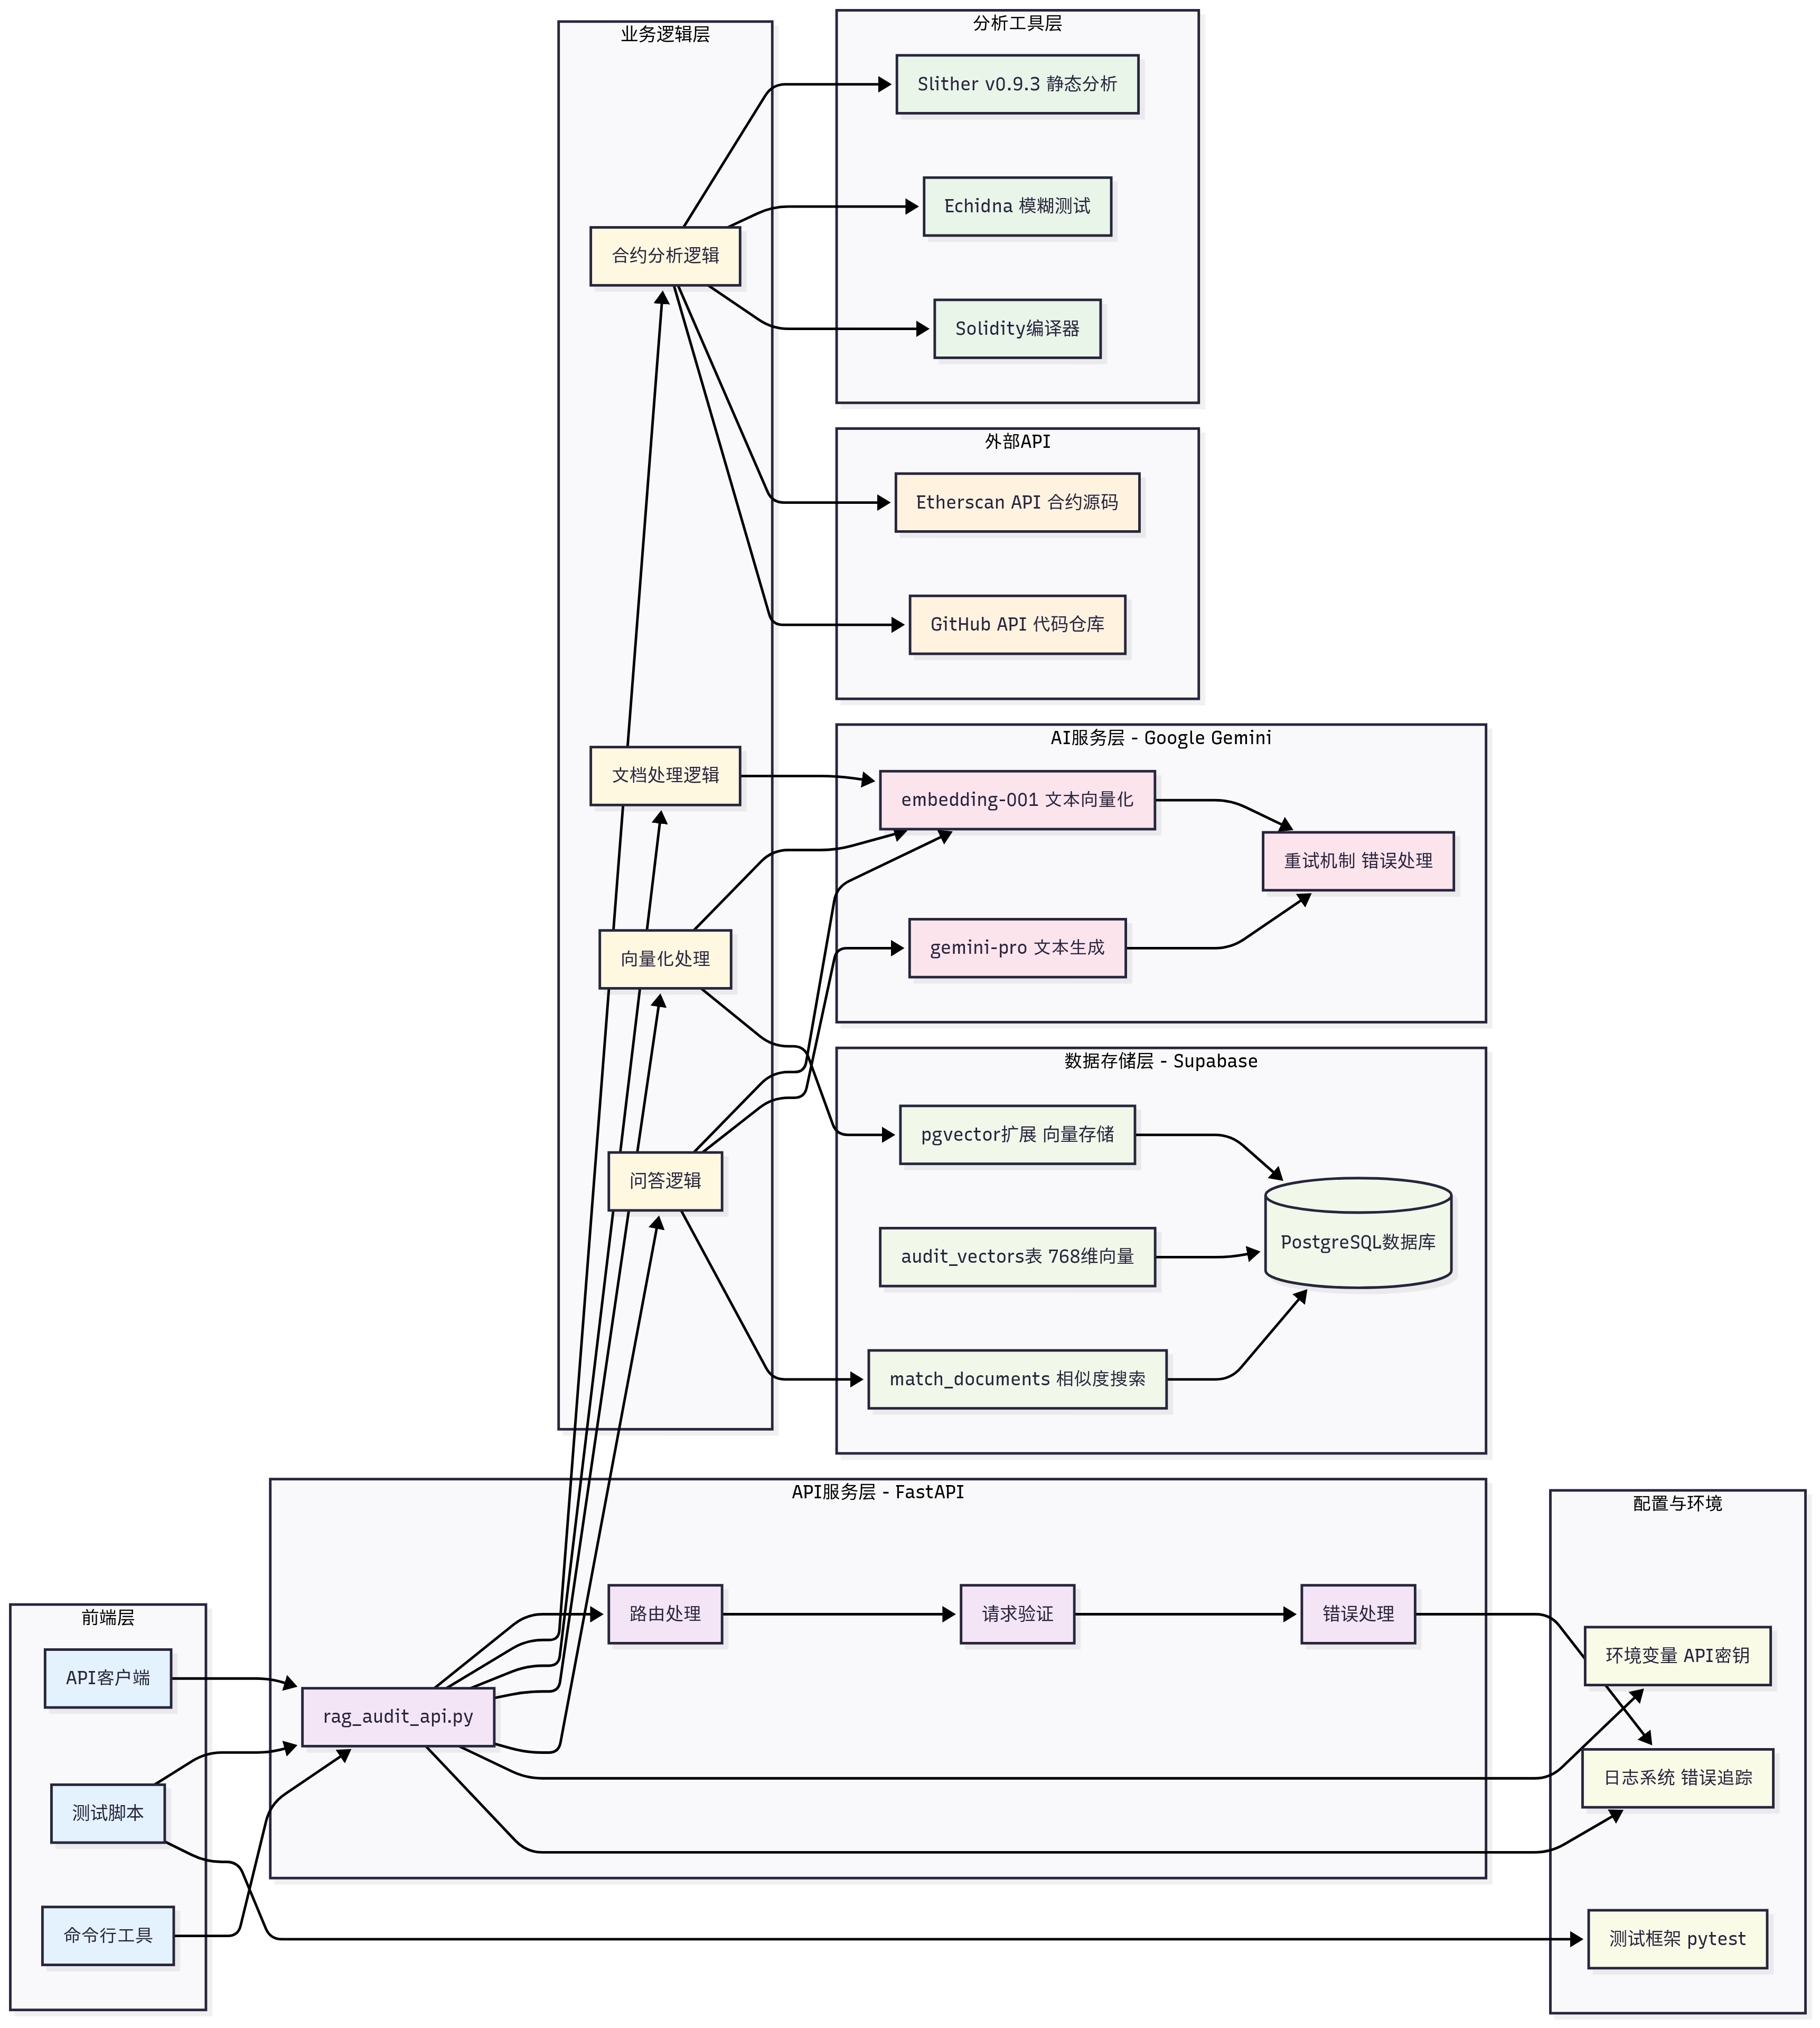 业务逻辑层
合约分析逻辑
文档处理逻辑
向量化处理
问答逻辑
分析工具层
Slither v0.9.3 静态分析
Echidna 模糊测试
Solidity编译器
外部API
Etherscan API 合约源码
GitHub API 代码仓库
AI服务层 - Google Gemini
embedding-001 文本向量化
重试机制 错误处理
gemini-pro 文本生成
数据存储层 - Supabase
pgvector扩展 向量存储
PostgreSQL数据库
audit_vectors表 768维向量
match_documents 相似度搜索
API服务层 - FastAPI
路由处理
请求验证
错误处理
rag_audit_api.py
前端层
API客户端
测试脚本
命令行工具
配置与环境
环境变量 API密钥
日志系统 错误追踪
测试框架 pytest